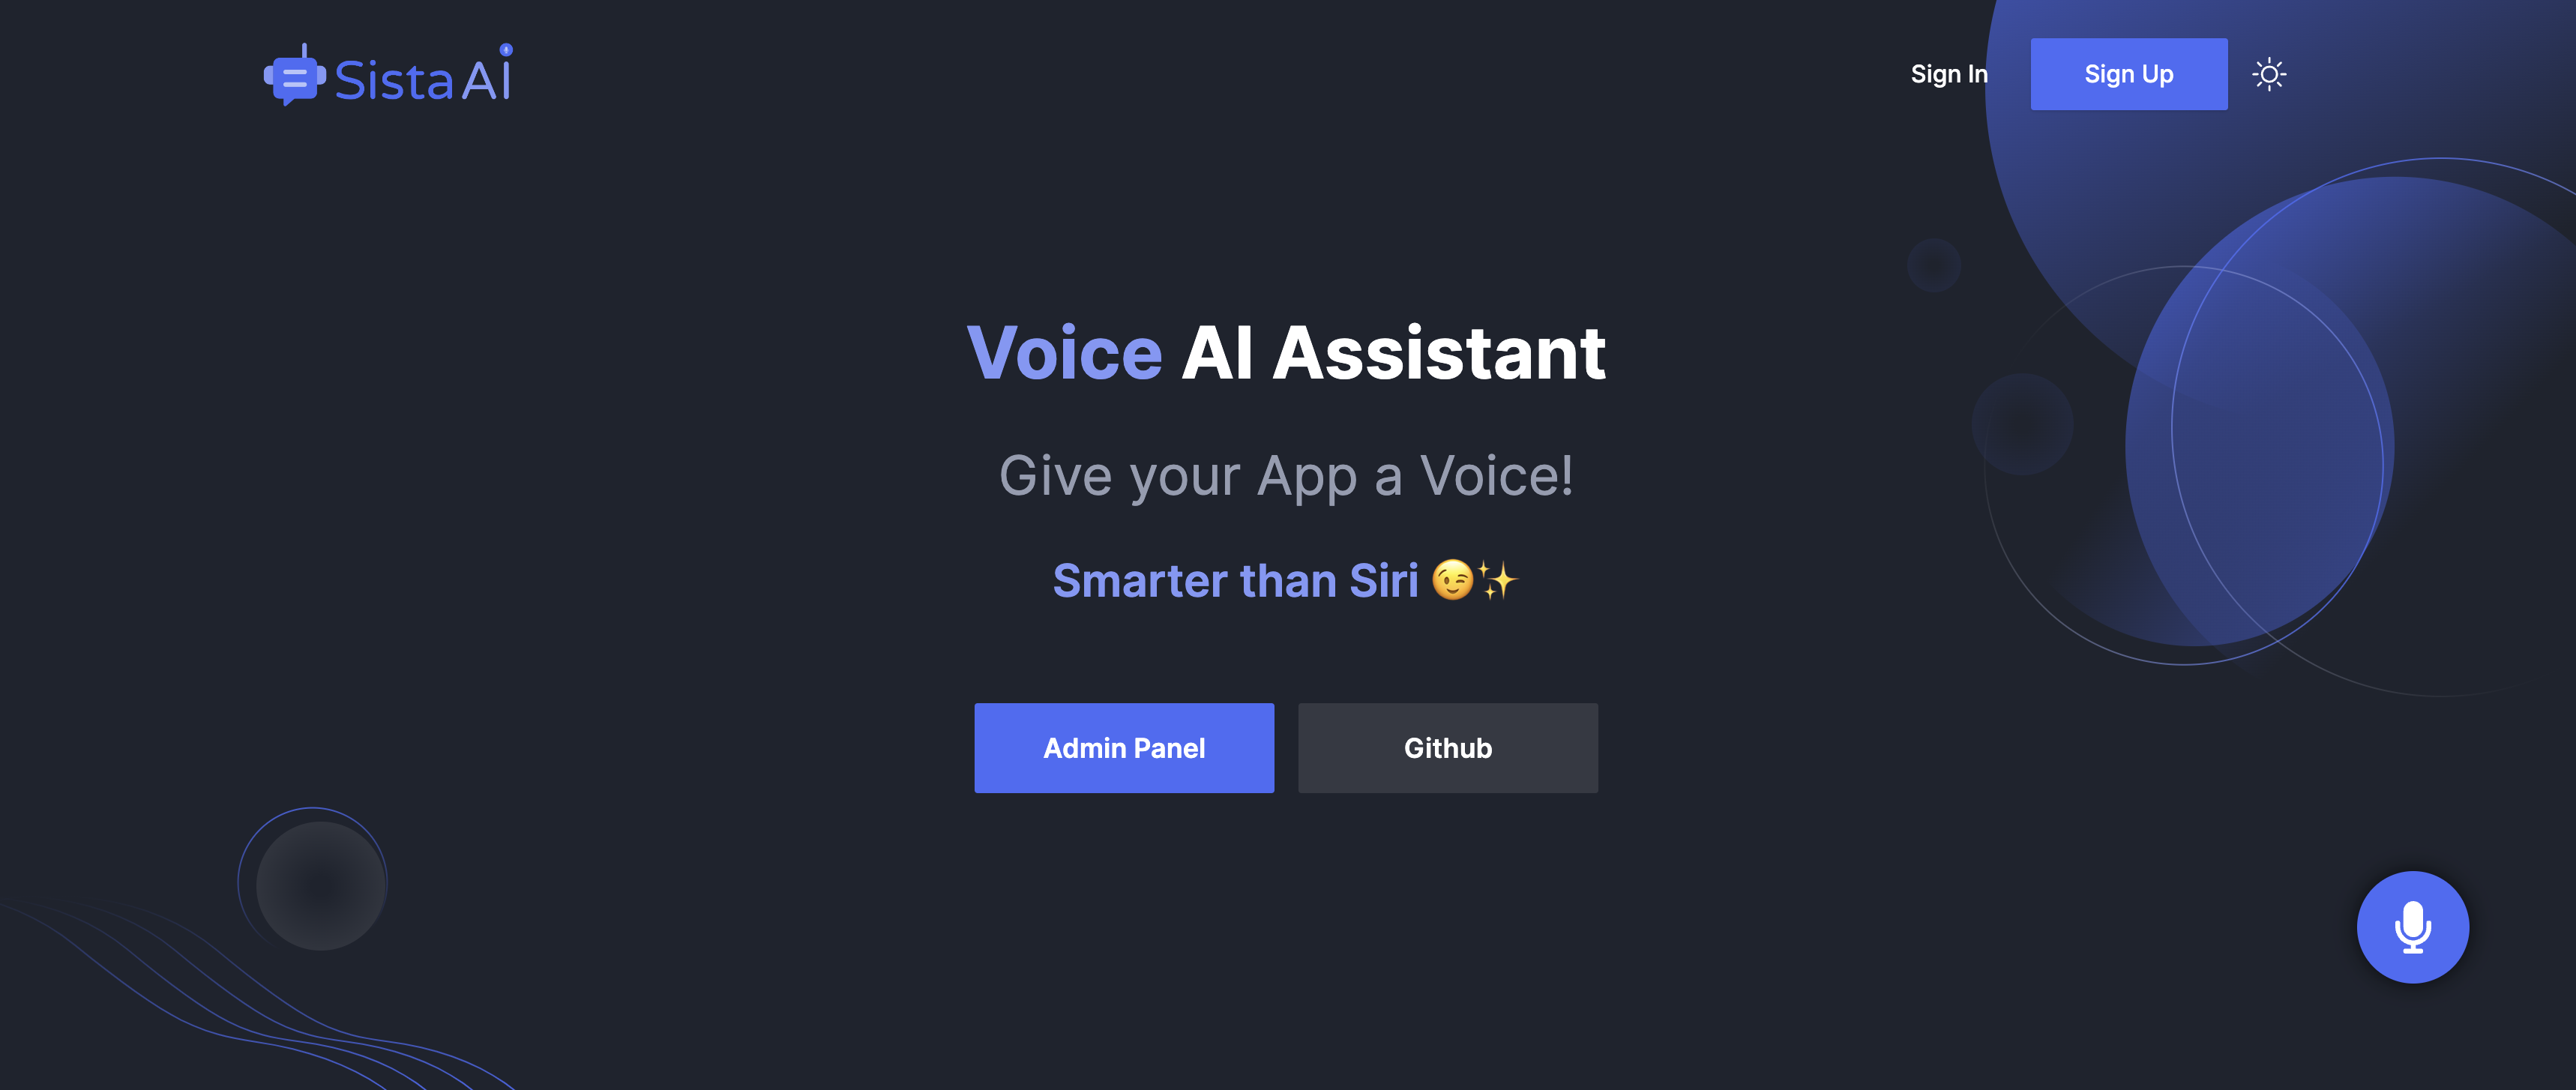 Sista AI
Sign In
Sign Up
Voice AI Assistant
Give your App a Voice!
Smarter than Siri 😉✨
Admin Panel
Github